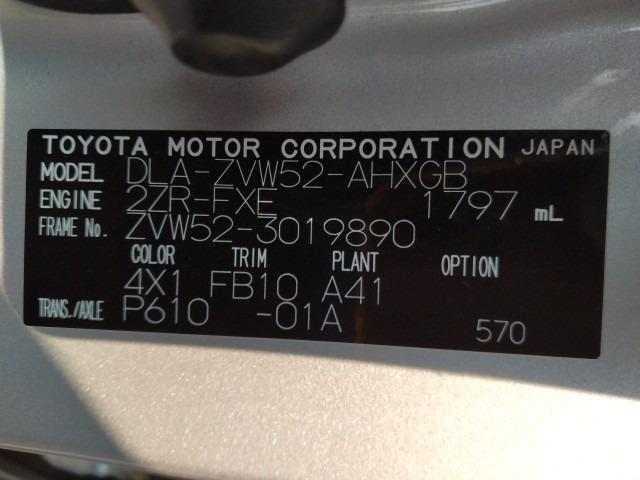 TOYOTA MOTOR CORPORATION JAPAN
MODEL DLA-ZVW52-AHXGB
ENGINE 2ZR-FXE 1797 mL
FRAME No. ZVW52-3019890
COLOR TRIM PLANT OPTION
4X1 FB10 A41
TRANS./AXLE P610 -01A 570